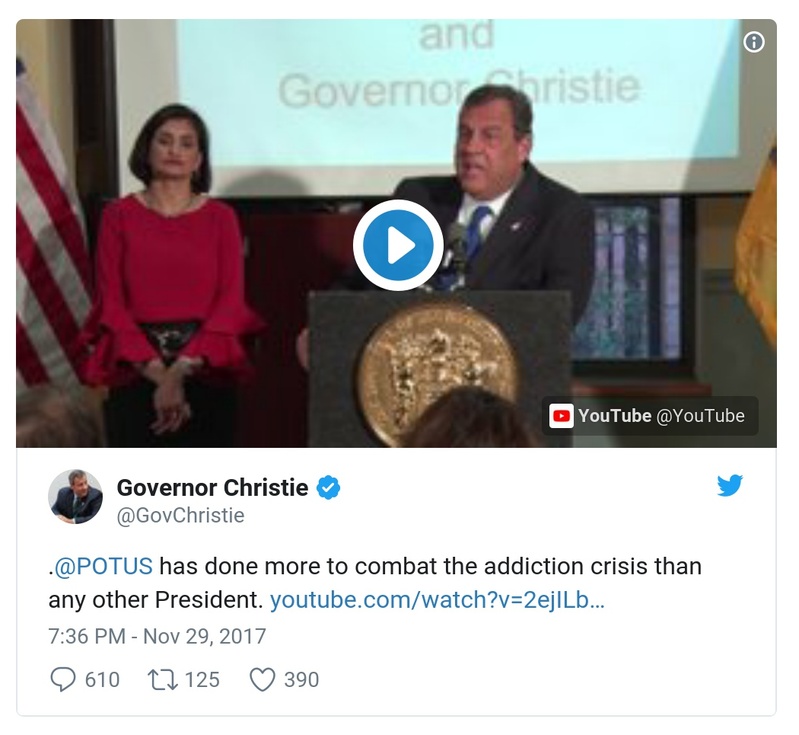 and
Governor Christie
YouTube @YouTube
Governor Christie
@GovChristie
.@POTUS has done more to combat the addiction crisis than
any other President. youtube.com/watch?v=2ejILb…
7:36 PM - Nov 29, 2017
610 125 390